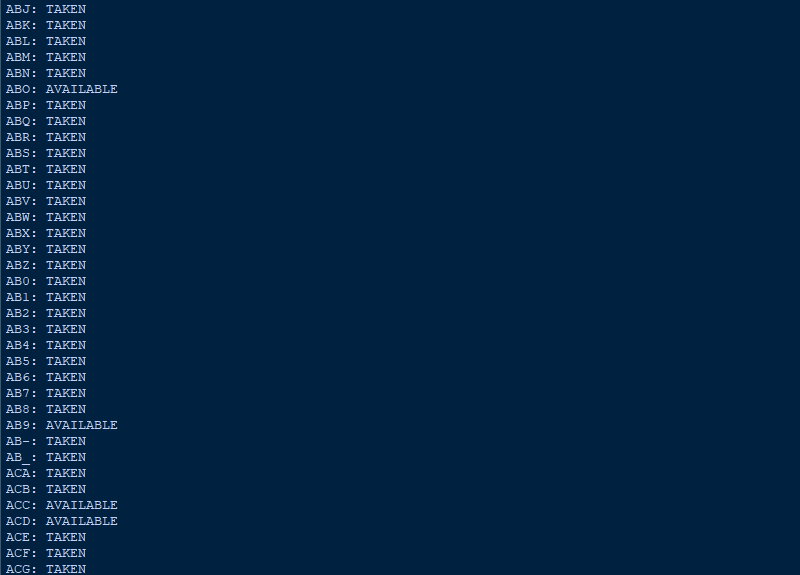 ABJ: TAKEN
ABK: TAKEN
ABL: TAKEN
ABM: TAKEN
ABN: TAKEN
ABO: AVAILABLE
ABP: TAKEN
ABQ: TAKEN
ABR: TAKEN
ABS: TAKEN
ABT: TAKEN
ABU: TAKEN
ABV: TAKEN
ABW: TAKEN
ABX: TAKEN
ABY: TAKEN
ABZ: TAKEN
AB0: TAKEN
AB1: TAKEN
AB2: TAKEN
AB3: TAKEN
AB4: TAKEN
AB5: TAKEN
AB6: TAKEN
AB7: TAKEN
AB8: TAKEN
AB9: AVAILABLE
AB-: TAKEN
AB_: TAKEN
ACA: TAKEN
ACB: TAKEN
ACC: AVAILABLE
ACD: AVAILABLE
ACE: TAKEN
ACF: TAKEN
ACG: TAKEN